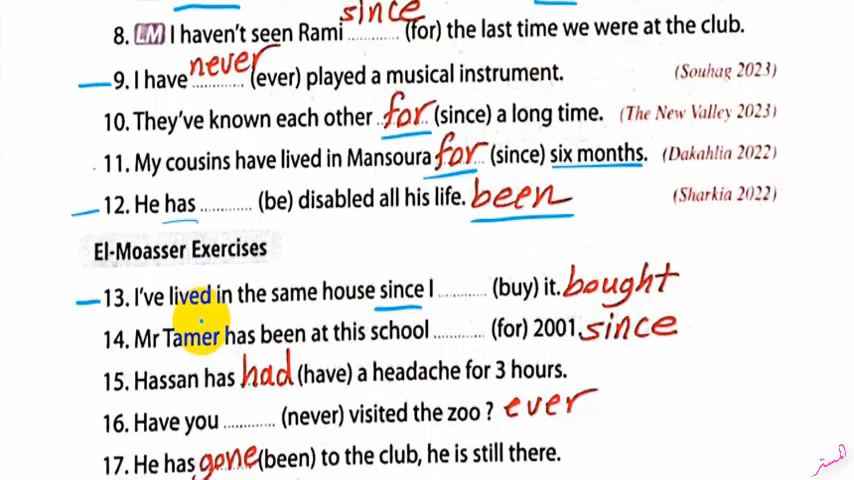 since
8. LM I haven't seen Rami ............ (for) the last time we were at the club.
9. I have never ............ (ever) played a musical instrument. (Souhag 2023)
10. They've known each other for (since) a long time. (The New Valley 2023)
11. My cousins have lived in Mansoura for (since) six months. (Dakahlia 2022)
12. He has ............ (be) disabled all his life. been (Sharkia 2022)
El-Moasser Exercises
13. I've lived in the same house since I ............ (buy) it. bought
14. Mr Tamer has been at this school ............ (for) 2001. since
15. Hassan has had (have) a headache for 3 hours.
16. Have you ............ (never) visited the zoo ? ever
17. He has gone (been) to the club, he is still there.
المستر